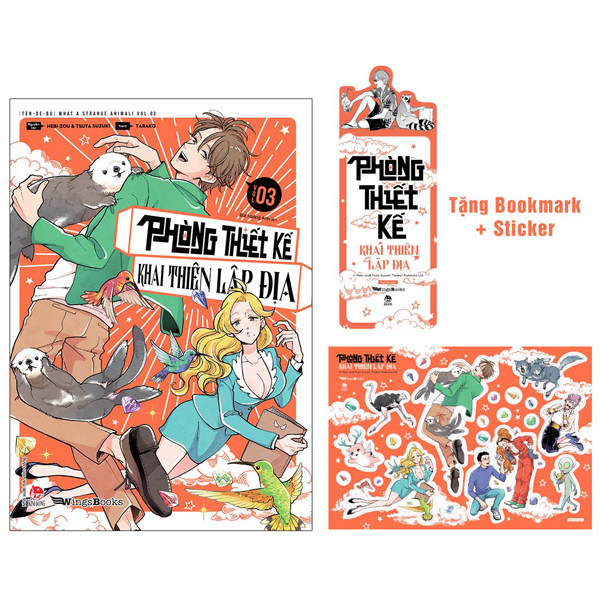 [TEN-DE-BU] WHAT A STRANGE ANIMAL! VOL.03
HEBI-ZOU & TSUTA SUZUKI
TARAKO
03
PHÒNG THIẾT KẾ
KHAI THIÊN LẬP ĐỊA
WingsBooks
PHÒNG
THIẾT
KẾ
KHAI THIÊN
LẬP ĐỊA
WingsBooks
Tặng Bookmark
+ Sticker
PHÒNG THIẾT KẾ
KHAI THIÊN LẬP ĐỊA